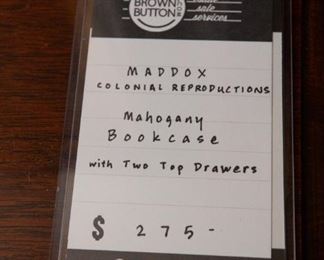 BROWN
BUTTON
sale
services
MADDOX
COLONIAL REPRODUCTIONS
Mahogany
Bookcase
with Two Top Drawers
$ 275-